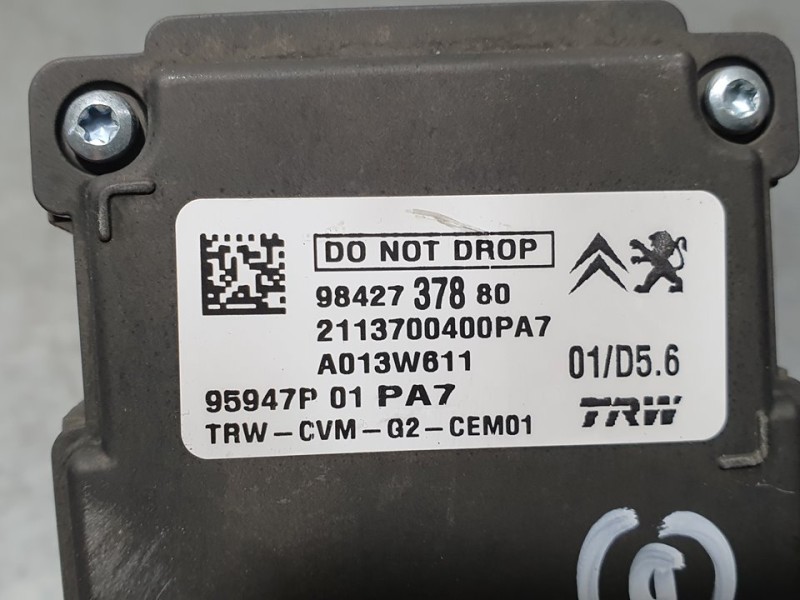 DO NOT DROP
98427 378 80
2113700400PA7
A013W611
01/D5.6
95947P 01 PA7
TRW
TRW-CVM-G2-CEM01